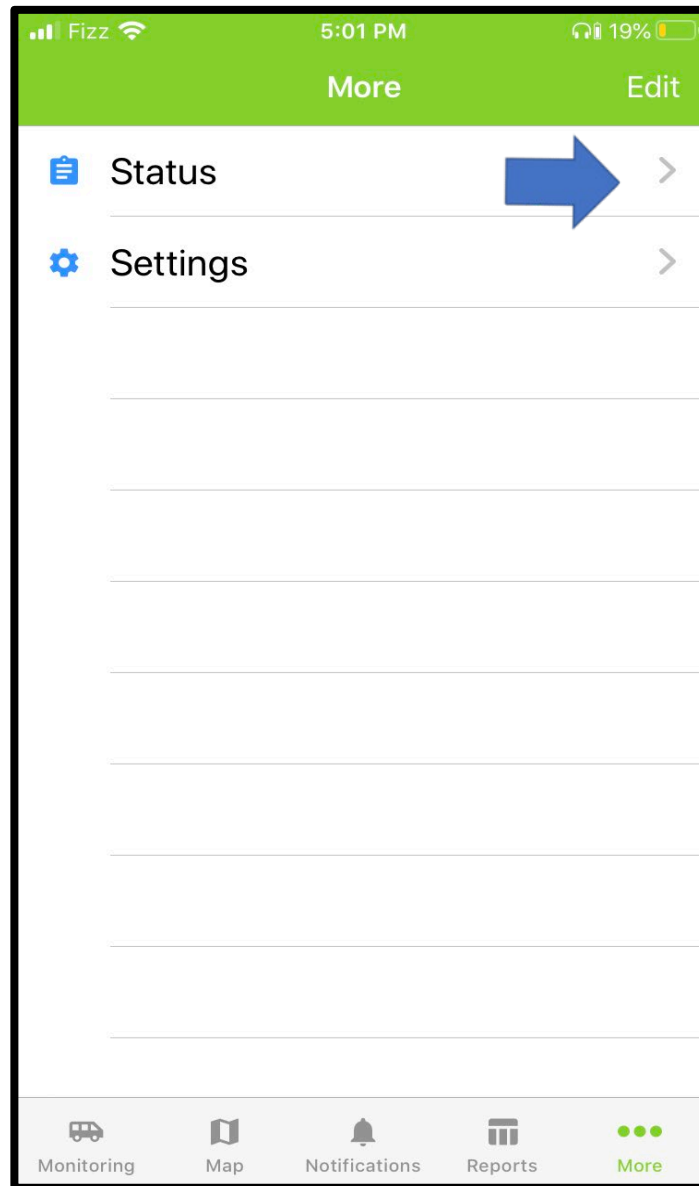 Fizz 5:01 PM 19%
More Edit
Status
Settings
Monitoring Map Notifications Reports More